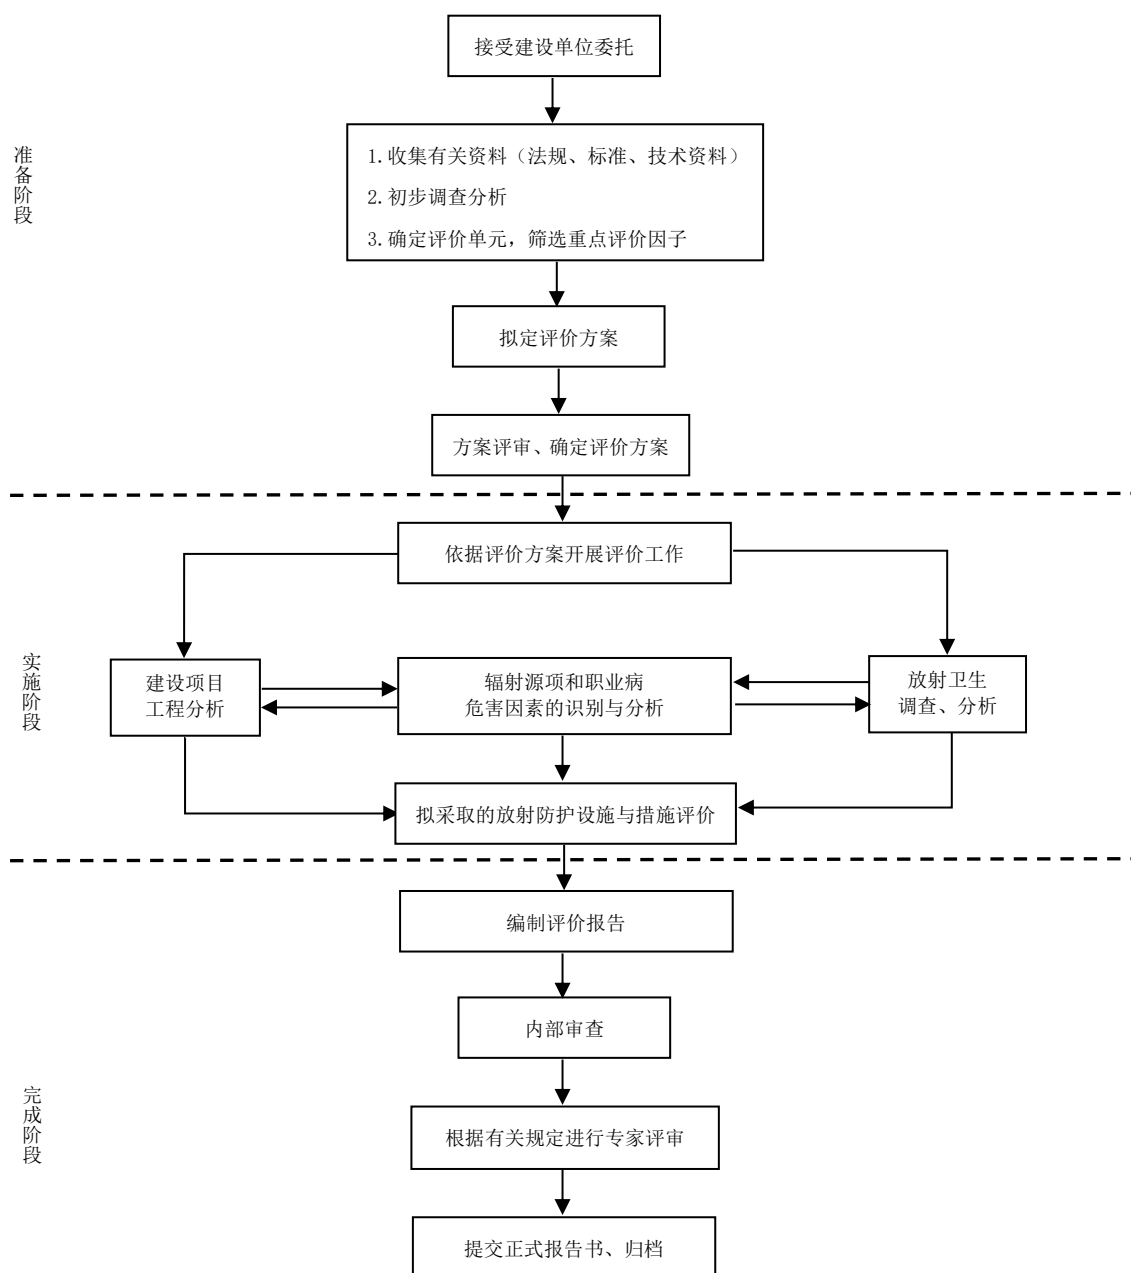 接受建设单位委托
准备阶段
1.收集有关资料（法规、标准、技术资料）
2.初步调查分析
3.确定评价单元，筛选重点评价因子
拟定评价方案
方案评审、确定评价方案
依据评价方案开展评价工作
实施阶段
建设项目
工程分析
辐射源项和职业病
危害因素的识别与分析
放射卫生
调查、分析
拟采取的放射防护设施与措施评价
编制评价报告
内部审查
完成阶段
根据有关规定进行专家评审
提交正式报告书、归档